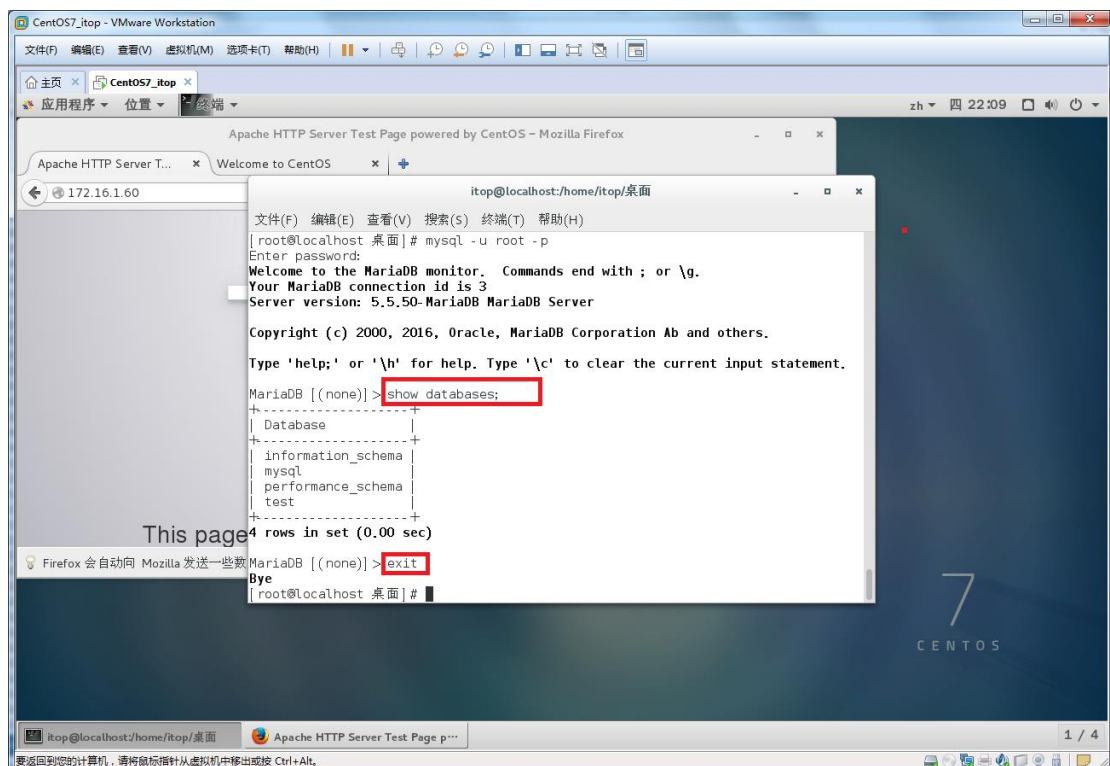 CentOS7_itop - VMware Workstation
文件(F) 编辑(E) 查看(V) 虚拟机(M) 选项卡(T) 帮助(H)
主页 CentOS7_itop
应用程序 位置 终端 zh 四 22:09
Apache HTTP Server Test Page powered by CentOS - Mozilla Firefox
Apache HTTP Server T... Welcome to CentOS
172.16.1.60
itop@localhost:/home/itop/桌面
文件(F) 编辑(E) 查看(V) 搜索(S) 终端(T) 帮助(H)
[root@localhost 桌面]# mysql -u root -p
Enter password:
Welcome to the MariaDB monitor.  Commands end with ; or \g.
Your MariaDB connection id is 3
Server version: 5.5.50-MariaDB MariaDB Server
Copyright (c) 2000, 2016, Oracle, MariaDB Corporation Ab and others.
Type 'help;' or '\h' for help. Type '\c' to clear the current input statement.
MariaDB [(none)]> show databases;
+--------------------+
| Database           |
+--------------------+
| information_schema |
| mysql              |
| performance_schema |
| test               |
+--------------------+
4 rows in set (0.00 sec)
MariaDB [(none)]> exit
Bye
[root@localhost 桌面]#
This page
Firefox 会自动向 Mozilla 发送一些数
7
CENTOS
itop@localhost:/home/itop/桌面 Apache HTTP Server Test Page p… 1 / 4
要返回到您的计算机，请将鼠标指针从虚拟机中移出或按 Ctrl+Alt。